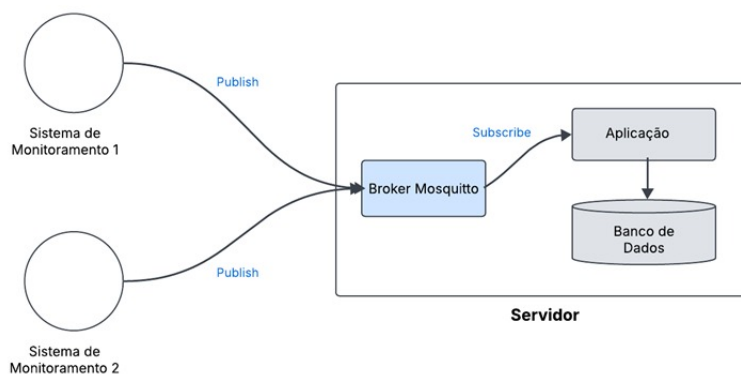 Publish
Sistema de
Monitoramento 1
Subscribe
Aplicação
Broker Mosquitto
Banco de
Dados
Publish
Servidor
Sistema de
Monitoramento 2